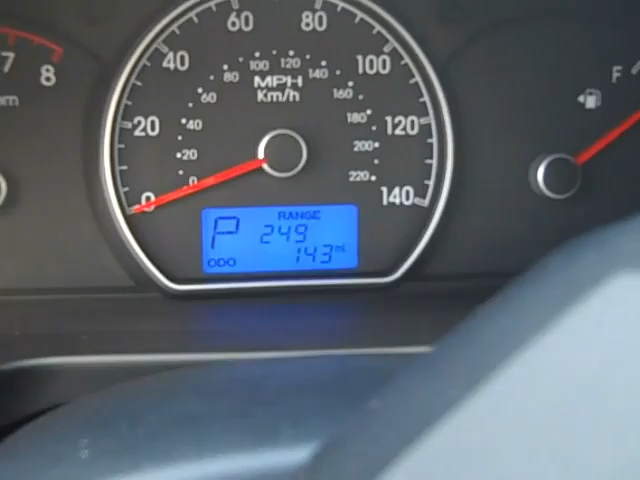 60 80
40 100
80 100 120 140
MPH
Km/h
60 160
7 8
F
20 120
40 180
20 200
0 220
0 140
P RANGE
249
ODO 143 mi.